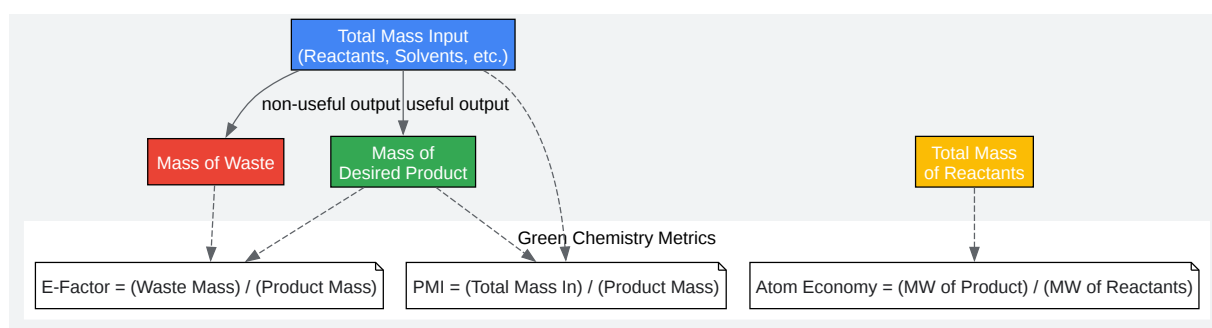 Total Mass Input
(Reactants, Solvents, etc.)
non-useful output
useful output
Mass of Waste
Mass of
Desired Product
Total Mass
of Reactants
Green Chemistry Metrics
E-Factor = (Waste Mass) / (Product Mass)
PMI = (Total Mass In) / (Product Mass)
Atom Economy = (MW of Product) / (MW of Reactants)